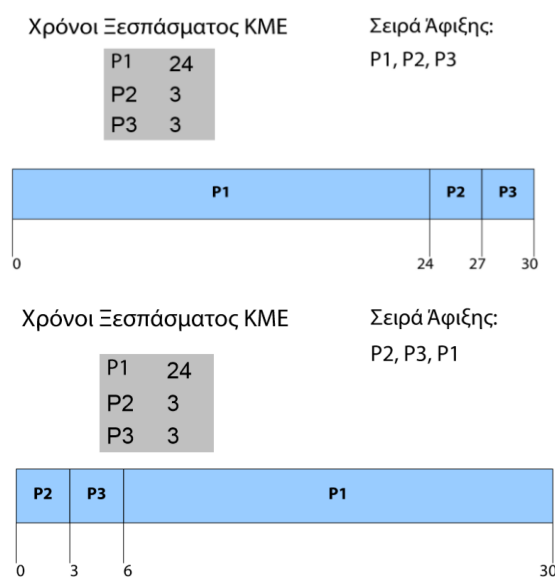 Χρόνοι Ξεσπάσματος ΚΜΕ Σειρά Άφιξης:
P1 24 P1, P2, P3
P2 3
P3 3
P1 P2 P3
0 24 27 30
Χρόνοι Ξεσπάσματος ΚΜΕ Σειρά Άφιξης:
P2, P3, P1
P1 24
P2 3
P3 3
P2 P3 P1
0 3 6 30